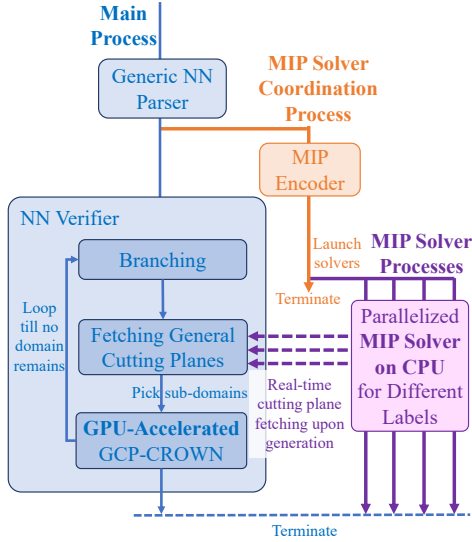 Main
Process
Generic NN
Parser
MIP Solver
Coordination
Process
MIP
Encoder
NN Verifier
Branching
Launch
solvers
Terminate
MIP Solver
Processes
Loop
till no
domain
remains
Fetching General
Cutting Planes
Parallelized
MIP Solver
on CPU
for Different
Labels
Pick sub-domains
Real-time
cutting plane
fetching upon
generation
GPU-Accelerated
GCP-CROWN
Terminate